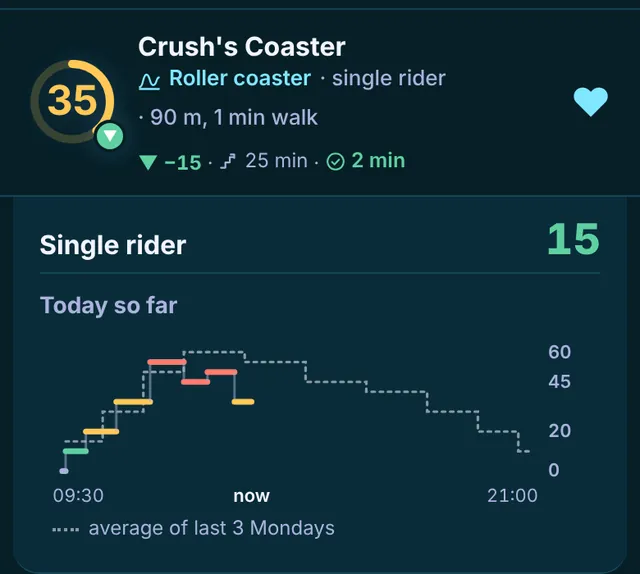 Crush's Coaster
35
Roller coaster · single rider
· 90 m, 1 min walk
▼ −15 · 25 min · 2 min
Single rider
15
Today so far
60
45
20
0
09:30
now
21:00
average of last 3 Mondays